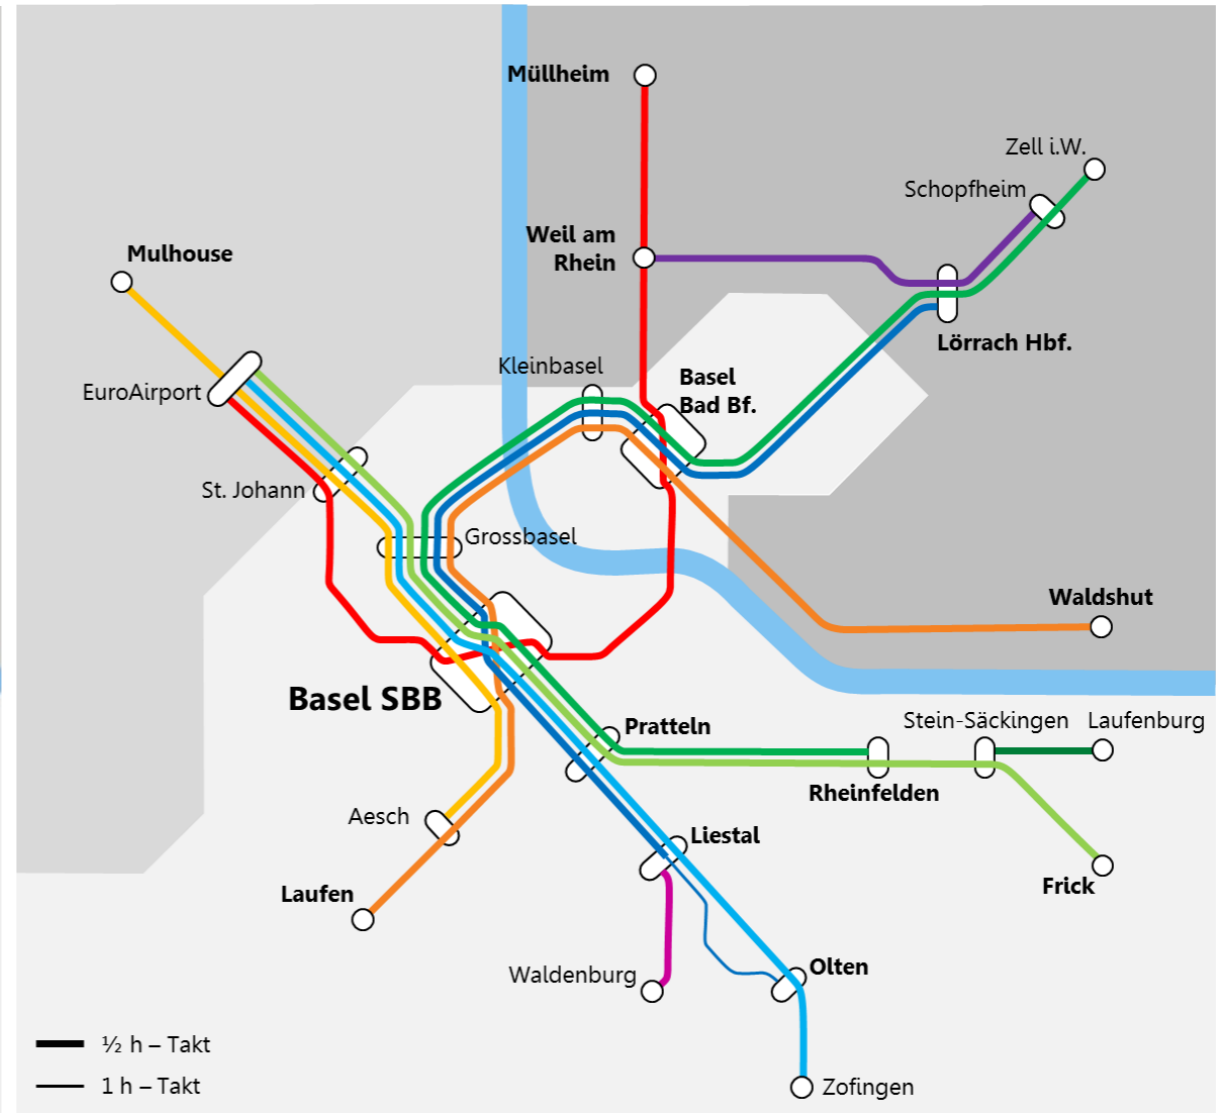 Müllheim
Zell i.W.
Schopfheim
Weil am
Rhein
Mulhouse
Lörrach Hbf.
Kleinbasel
Basel
Bad Bf.
EuroAirport
St. Johann
Grossbasel
Waldshut
Basel SBB
Pratteln
Stein-Säckingen
Laufenburg
Rheinfelden
Aesch
Liestal
Frick
Laufen
Olten
Waldenburg
½ h – Takt
1 h – Takt
Zofingen